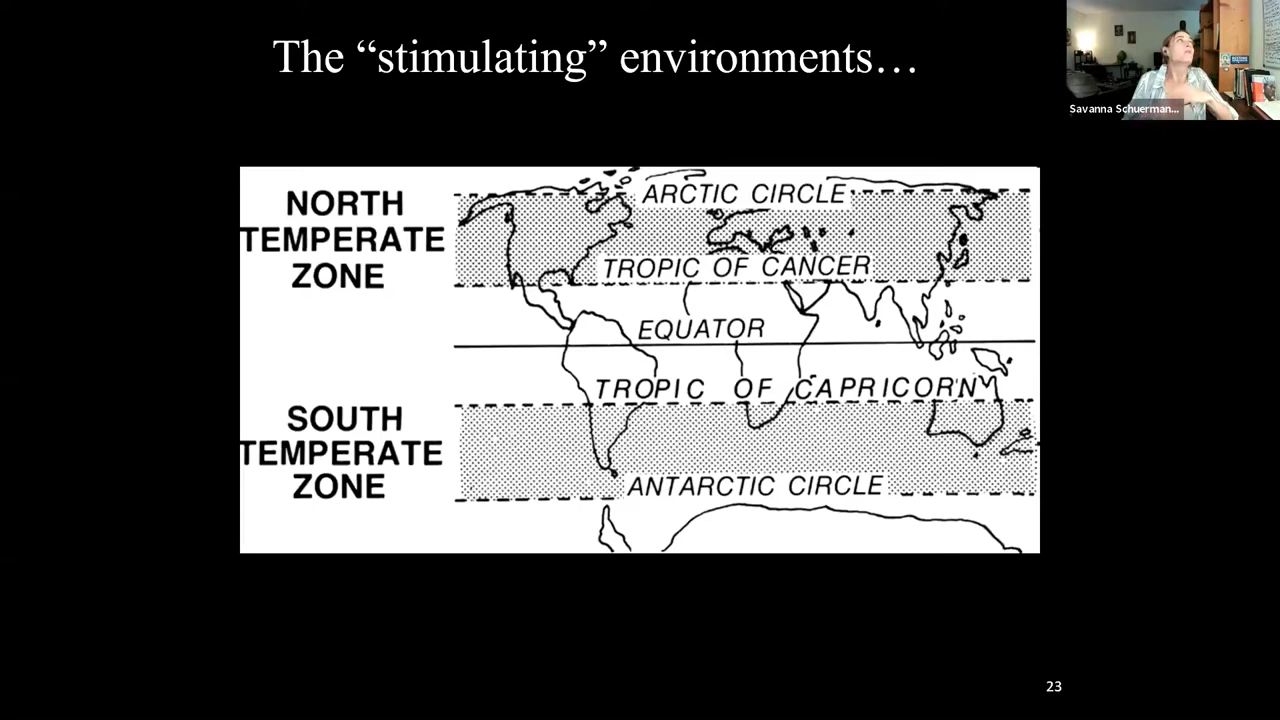 The “stimulating” environments…
Savanna Schuerman...
NORTH
TEMPERATE
ZONE
ARCTIC CIRCLE
TROPIC OF CANCER
EQUATOR
TROPIC OF CAPRICORN
SOUTH
TEMPERATE
ZONE
ANTARCTIC CIRCLE
23